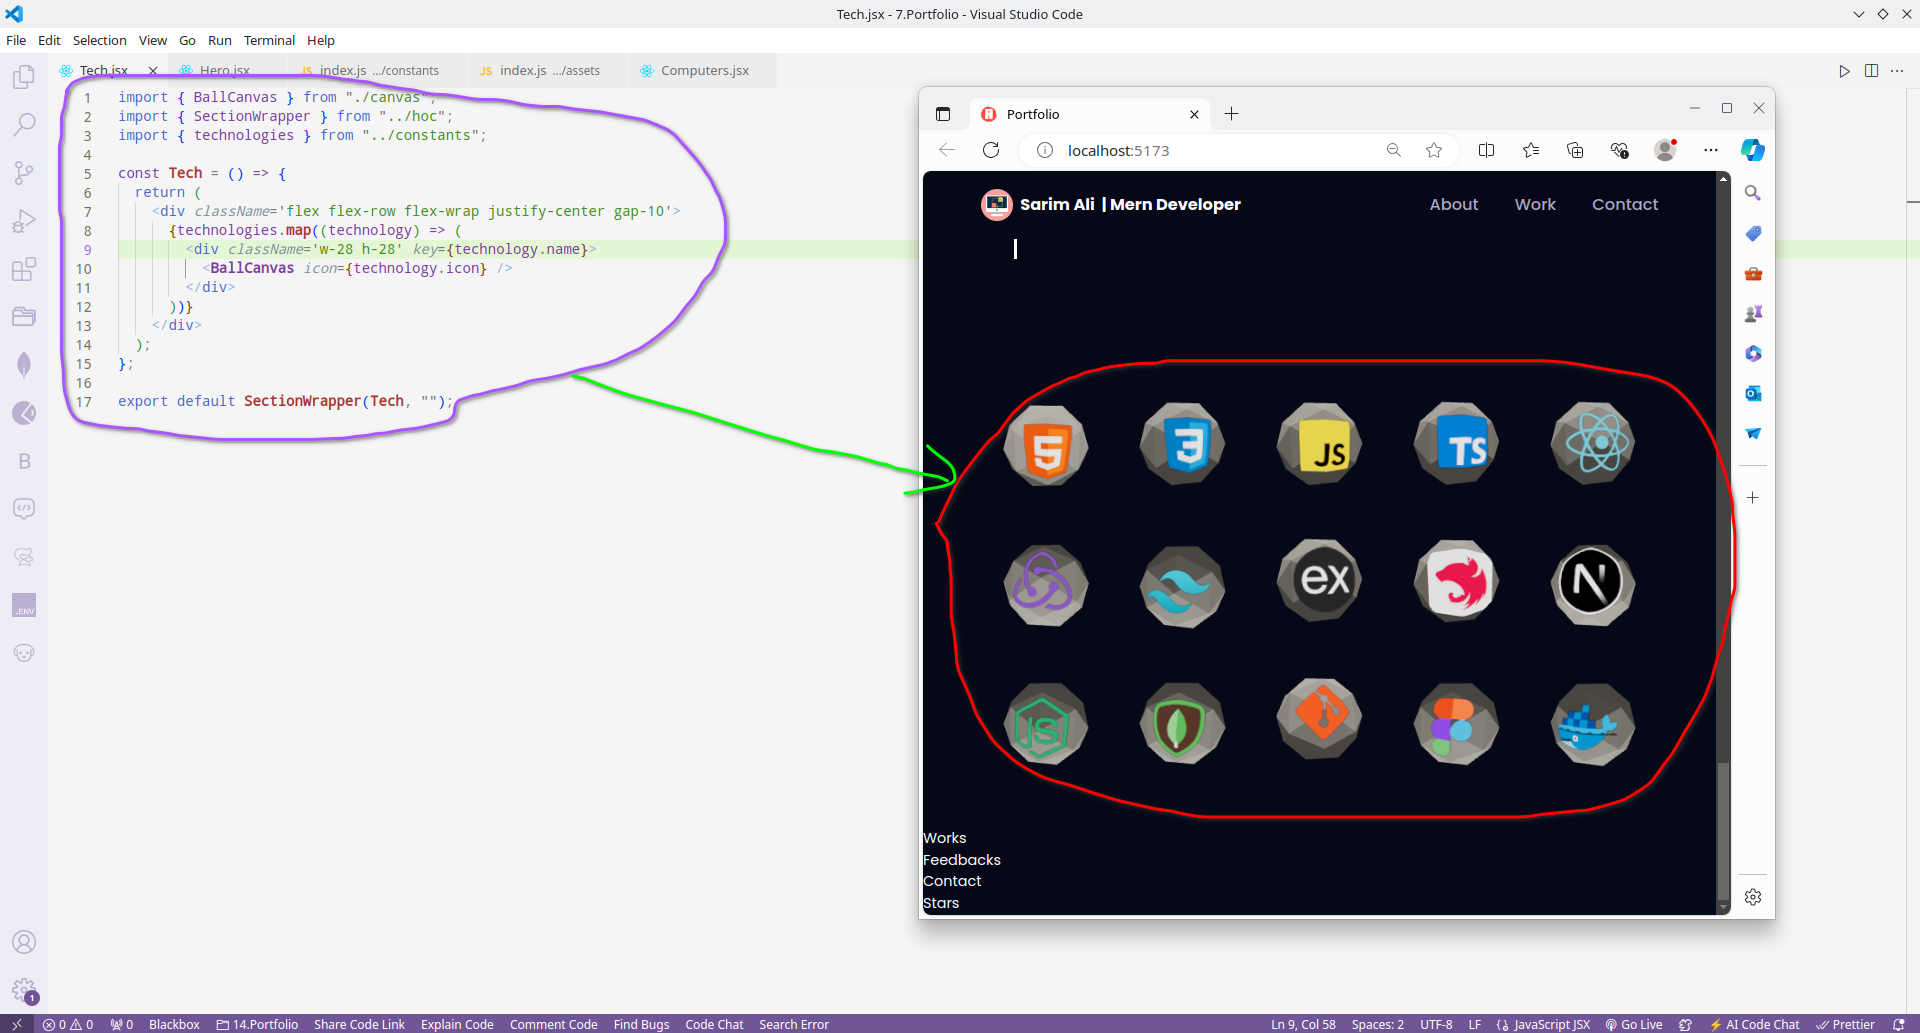 Tech.jsx - 7.Portfolio - Visual Studio Code
File Edit Selection View Go Run Terminal Help
Tech.jsx Hero.jsx JS index.js .../constants JS index.js .../assets Computers.jsx
1 import { BallCanvas } from "./canvas";
2 import { SectionWrapper } from "../hoc";
3 import { technologies } from "../constants";
4
5 const Tech = () => {
6 return (
7 <div className='flex flex-row flex-wrap justify-center gap-10'>
8 {technologies.map((technology) => (
9 <div className='w-28 h-28' key={technology.name}>
10 <BallCanvas icon={technology.icon} />
11 </div>
12 ))}
13 </div>
14 );
15 };
16
17 export default SectionWrapper(Tech, "");
B
.ENV
1
Portfolio
localhost:5173
Sarim Ali | Mern Developer About Work Contact
5 3 JS TS
ex N
JS
Works
Feedbacks
Contact
Stars
0 0 0 Blackbox 14.Portfolio Share Code Link Explain Code Comment Code Find Bugs Code Chat Search Error Ln 9, Col 58 Spaces: 2 UTF-8 LF JavaScript JSX Go Live AI Code Chat Prettier